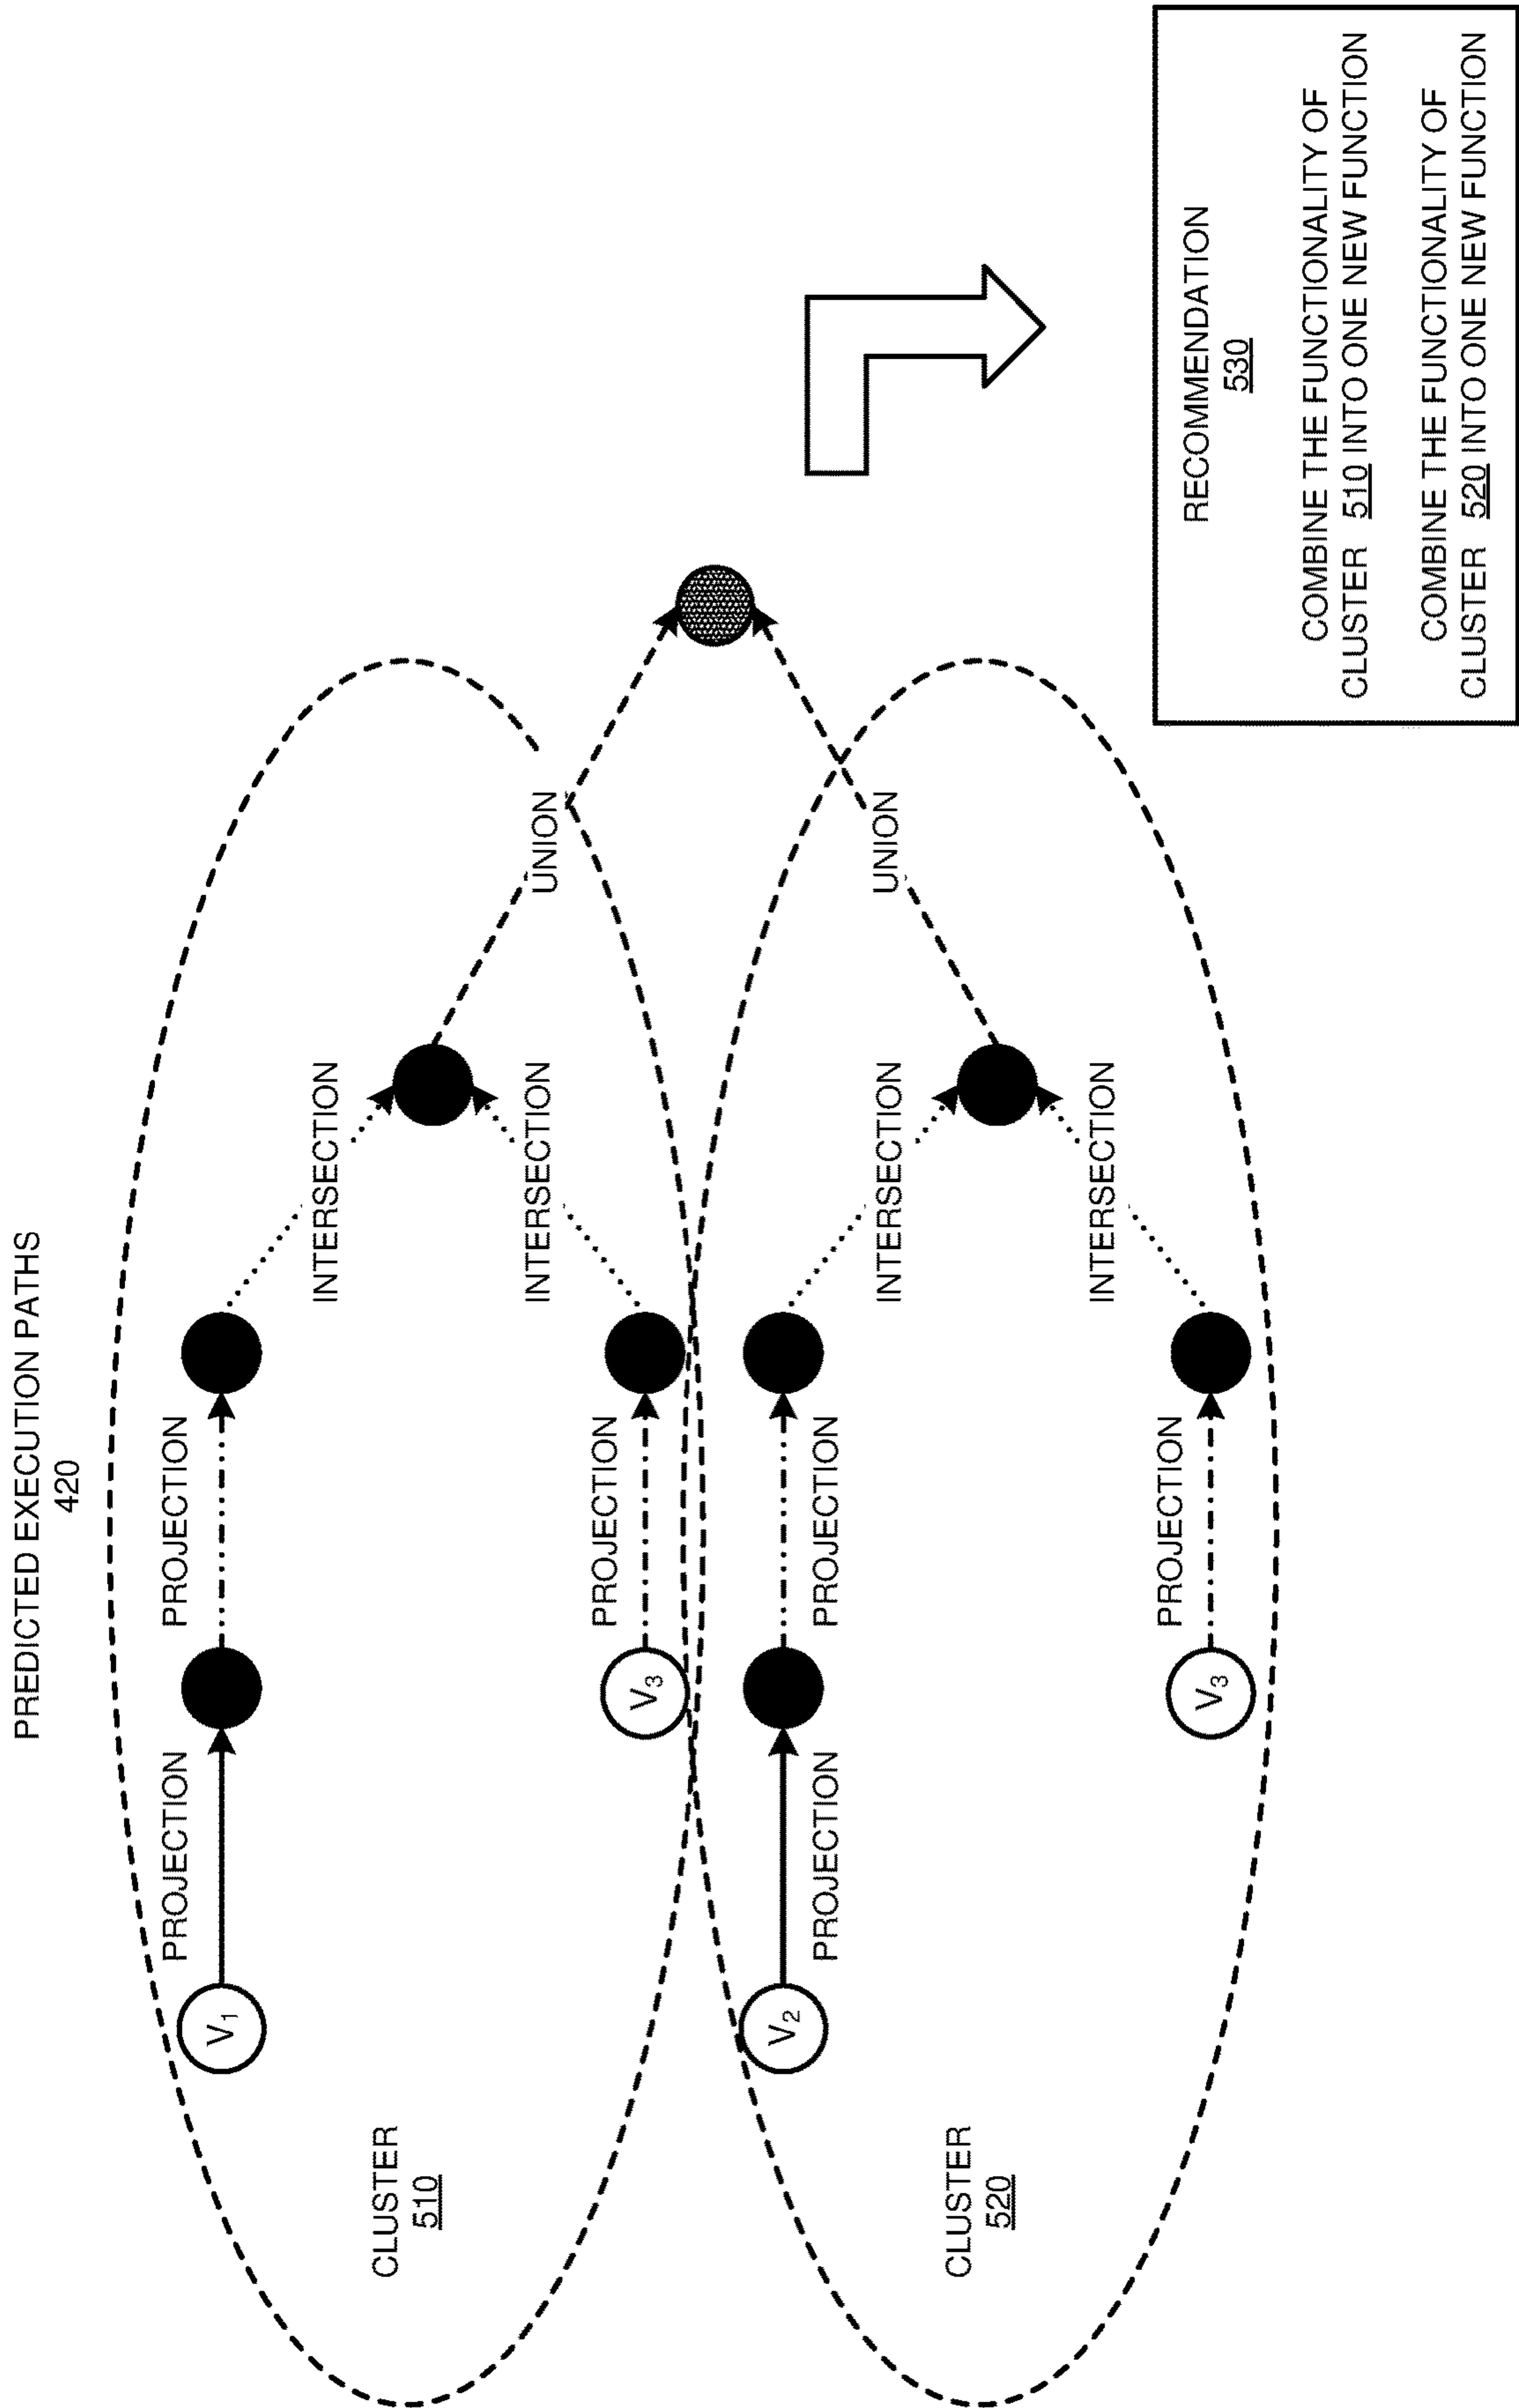 PREDICTED EXECUTION PATHS
420
CLUSTER
510
V1
PROJECTION
PROJECTION
INTERSECTION
V3
PROJECTION
INTERSECTION
UNION
CLUSTER
520
V2
PROJECTION
PROJECTION
INTERSECTION
V3
PROJECTION
INTERSECTION
UNION
RECOMMENDATION
530
COMBINE THE FUNCTIONALITY OF
CLUSTER 510 INTO ONE NEW FUNCTION
COMBINE THE FUNCTIONALITY OF
CLUSTER 520 INTO ONE NEW FUNCTION